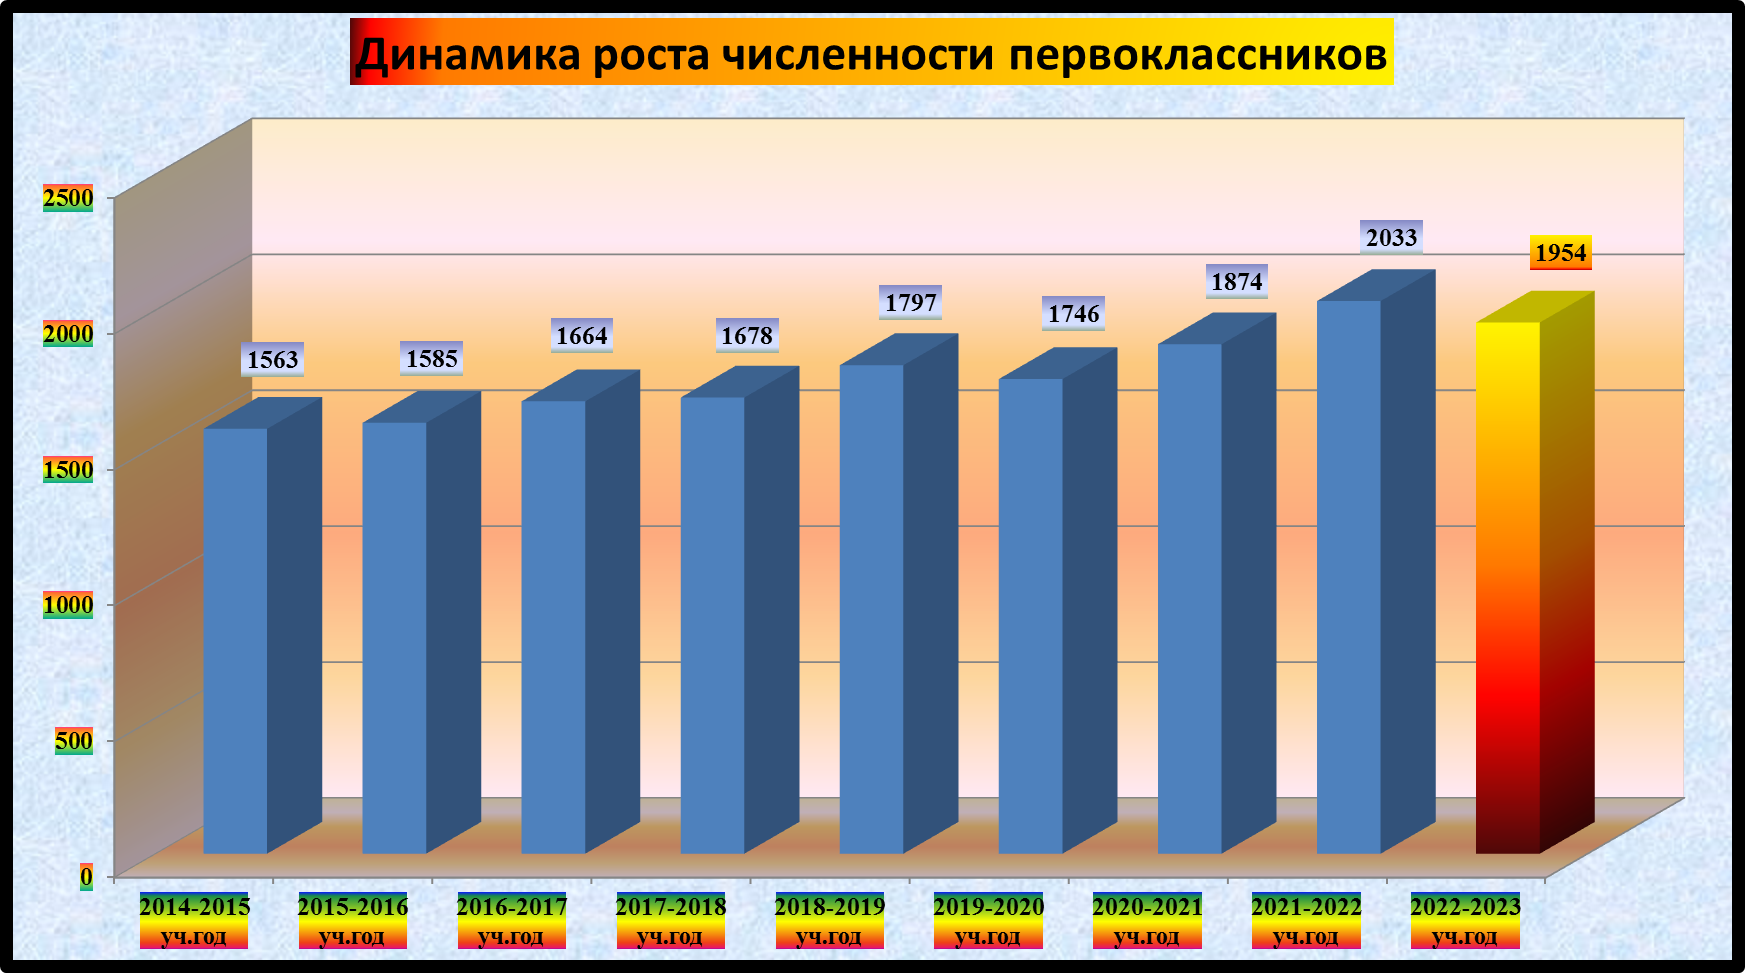 Динамика роста численности первоклассников
2500
2000
1500
1000
500
0
1563
1585
1664
1678
1797
1746
1874
2033
1954
2014-2015
уч.год
2015-2016
уч.год
2016-2017
уч.год
2017-2018
уч.год
2018-2019
уч.год
2019-2020
уч.год
2020-2021
уч.год
2021-2022
уч.год
2022-2023
уч.год